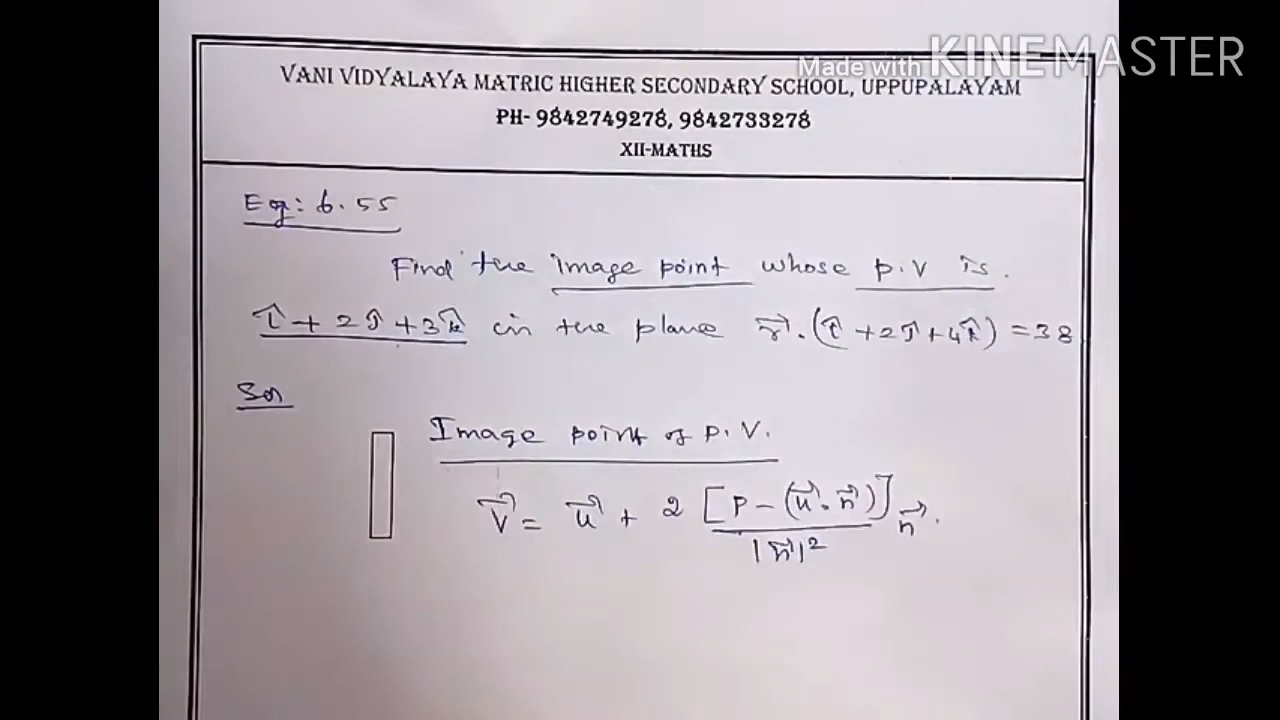 Made with KINEMASTER
VANI VIDYALAYA MATRIC HIGHER SECONDARY SCHOOL, UPPUPALAYAM
PH- 9842749278, 9842733278
XII-MATHS
Eg: 6.55
Find the image point whose p.v is.
î + 2ĵ + 3k̂ in the plane r⃗.(î + 2ĵ + 4k̂) = 38
Sol
Image point of P.V.
v⃗ = u⃗ + 2 [P - (u⃗.n⃗)] / |n⃗|² n⃗.